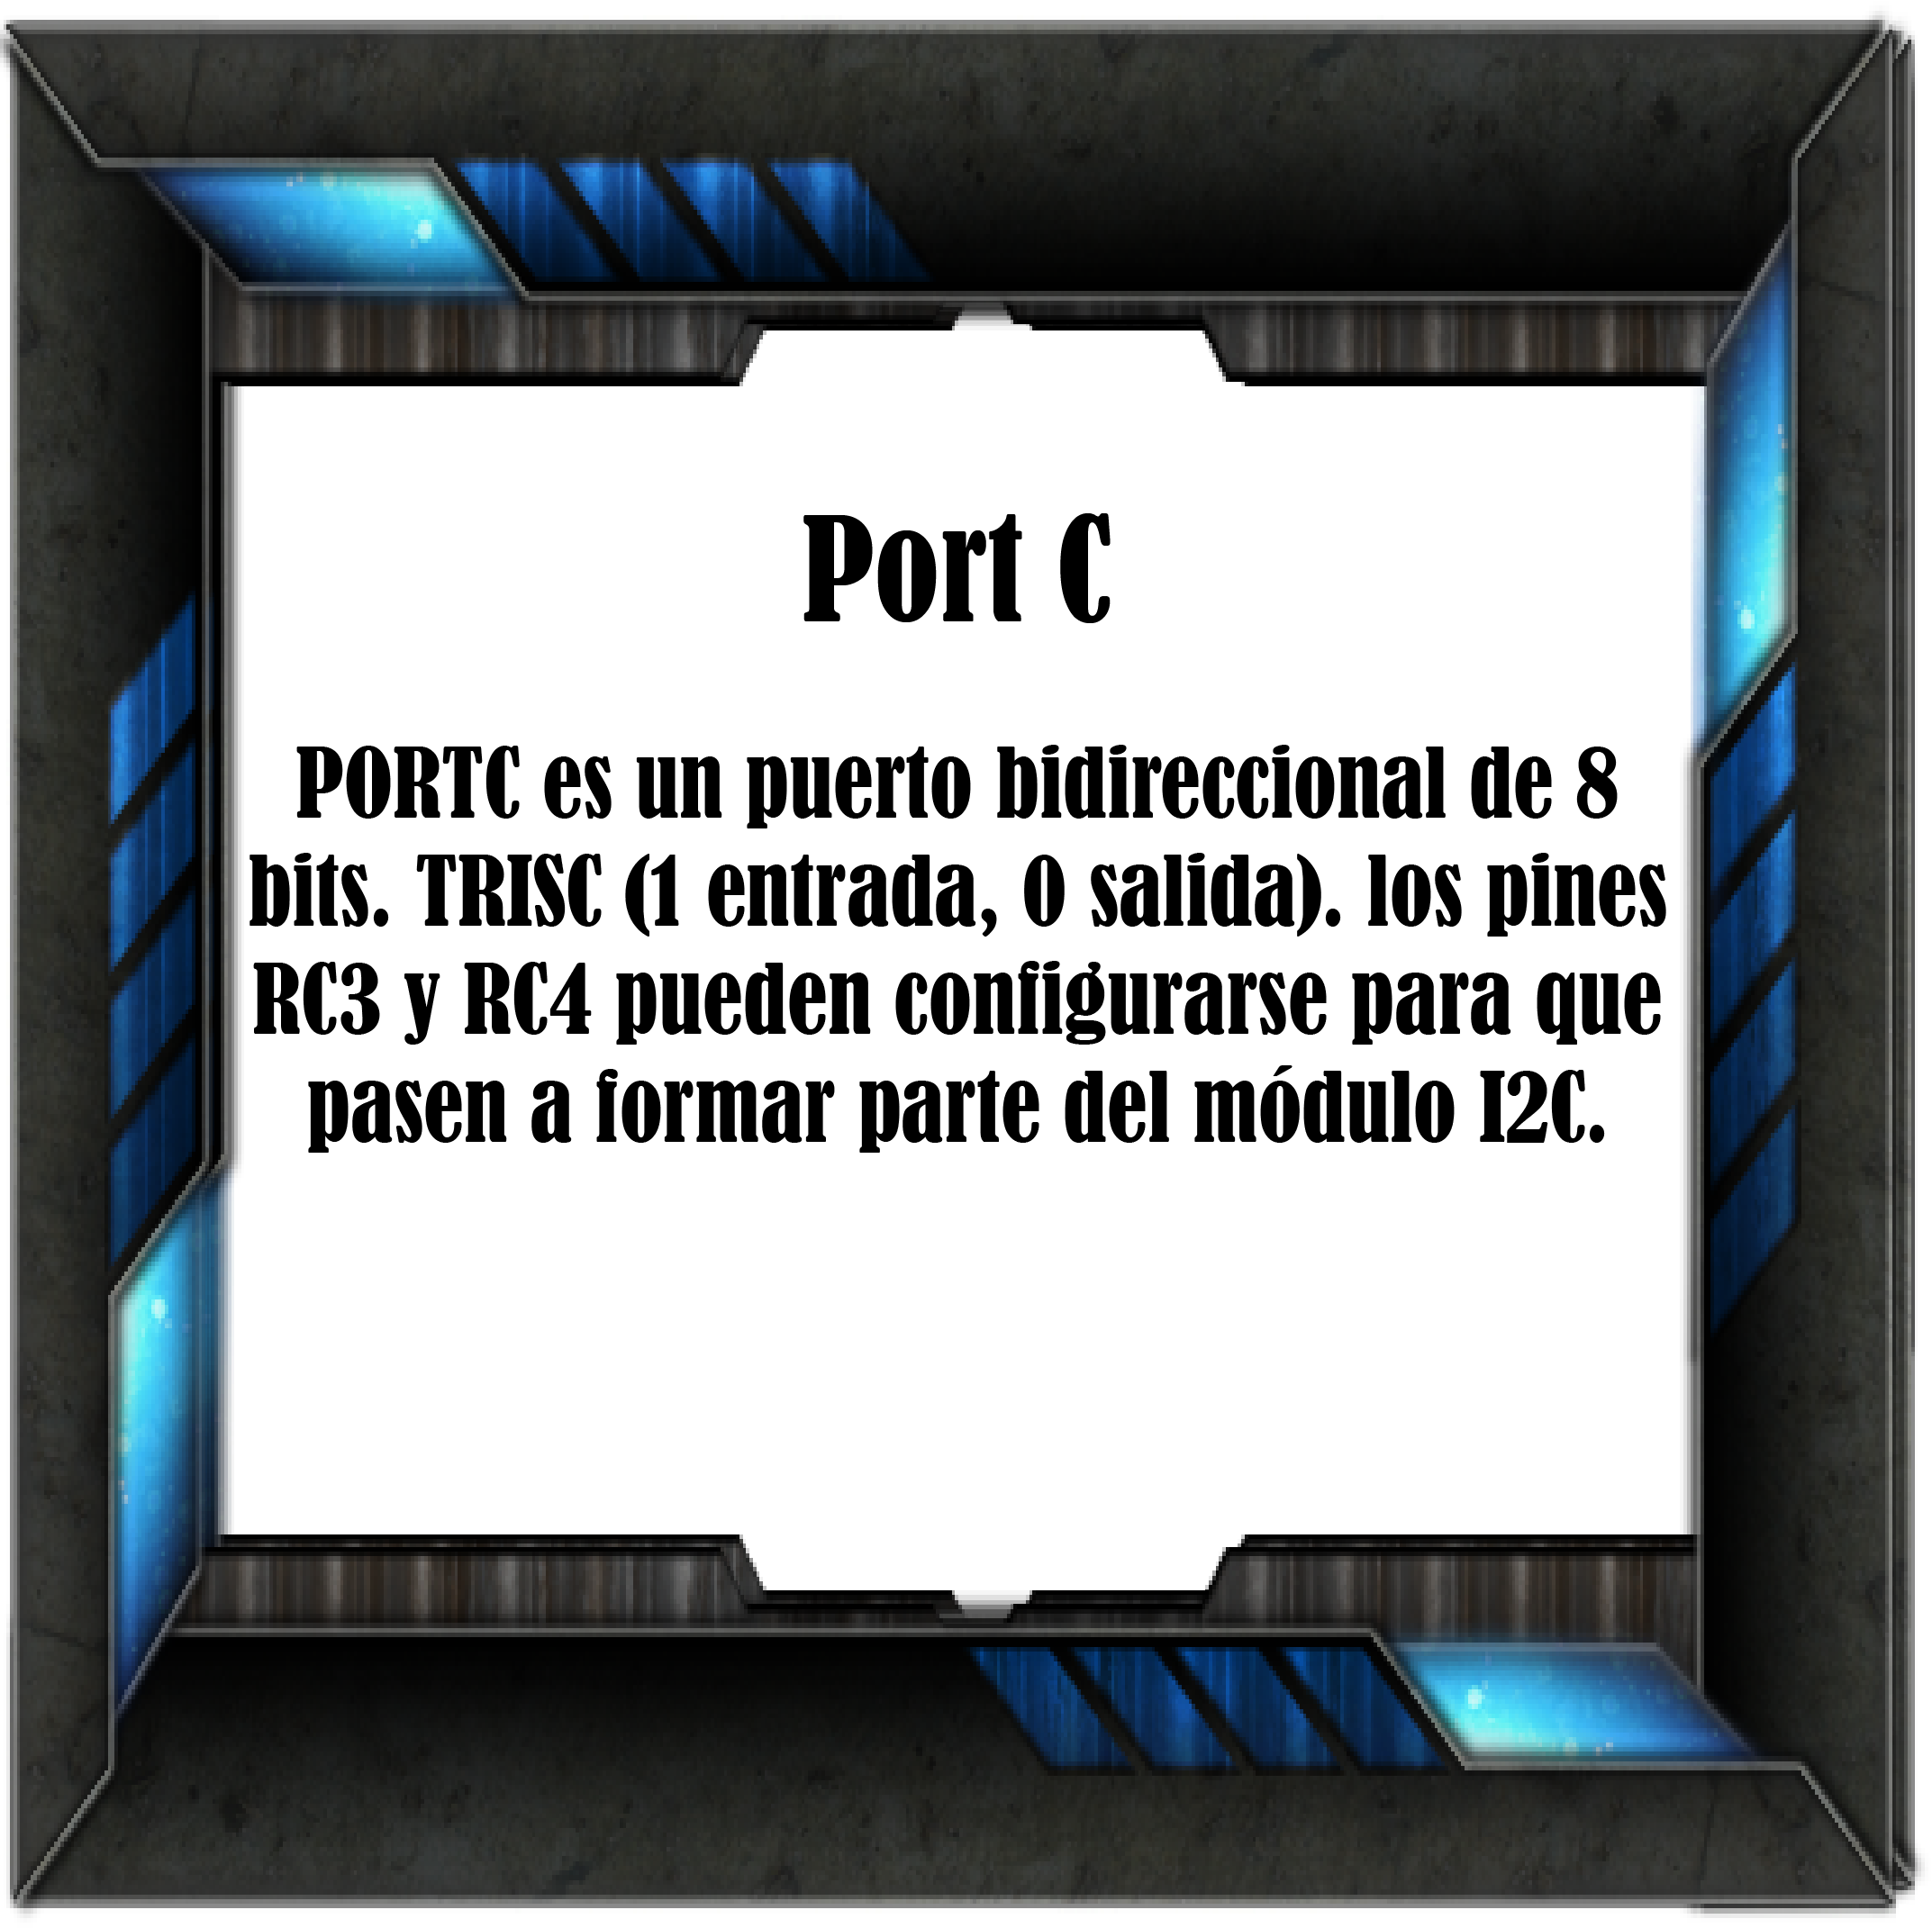 Port C
PORTC es un puerto bidireccional de 8
bits. TRISC (1 entrada, 0 salida). los pines
RC3 y RC4 pueden configurarse para que
pasen a formar parte del módulo I2C.